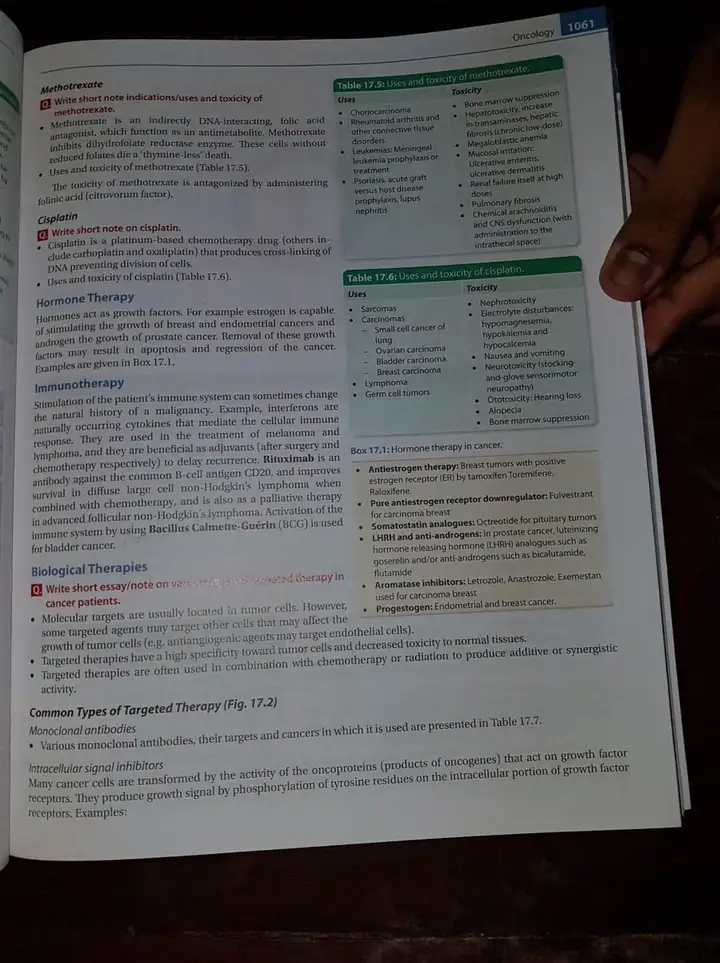 Oncology 1061
Methotrexate
Q Write short note indications/uses and toxicity of
methotrexate.
• Methotrexate is an indirectly DNA-interacting, folic acid
antagonist, which function as an antimetabolite. Methotrexate
inhibits dihydrofolate reductase enzyme. These cells without
reduced folates die a 'thymine-less' death.
• Uses and toxicity of methotrexate (Table 17.5).
The toxicity of methotrexate is antagonized by administering
folinic acid (citrovorum factor).
Cisplatin
Q Write short note on cisplatin.
• Cisplatin is a platinum-based chemotherapy drug (others in-
clude carboplatin and oxaliplatin) that produces cross-linking of
DNA preventing division of cells.
• Uses and toxicity of cisplatin (Table 17.6).
Hormone Therapy
Hormones act as growth factors. For example estrogen is capable
of stimulating the growth of breast and endometrial cancers and
androgen the growth of prostate cancer. Removal of these growth
factors may result in apoptosis and regression of the cancer.
Examples are given in Box 17.1.
Immunotherapy
Stimulation of the patient's immune system can sometimes change
the natural history of a malignancy. Example, interferons are
naturally occurring cytokines that mediate the cellular immune
response. They are used in the treatment of melanoma and
lymphoma, and they are beneficial as adjuvants (after surgery and
chemotherapy respectively) to delay recurrence. Rituximab is an
antibody against the common B-cell antigen CD20, and improves
survival in diffuse large cell non-Hodgkin's lymphoma when
combined with chemotherapy, and is also as a palliative therapy
in advanced follicular non-Hodgkin's lymphoma. Activation of the
immune system by using Bacillus Calmette-Guérin (BCG) is used
for bladder cancer.
Biological Therapies
Q Write short essay/note on targeted therapy in
cancer patients.
• Molecular targets are usually located in tumor cells. However,
some targeted agents may target other cells that may affect the
growth of tumor cells (e.g. antiangiogenic agents may target endothelial cells).
• Targeted therapies have a high specificity toward tumor cells and decreased toxicity to normal tissues.
• Targeted therapies are often used in combination with chemotherapy or radiation to produce additive or synergistic
activity.
Common Types of Targeted Therapy (Fig. 17.2)
Monoclonal antibodies
• Various monoclonal antibodies, their targets and cancers in which it is used are presented in Table 17.7.
Intracellular signal inhibitors
Many cancer cells are transformed by the activity of the oncoproteins (products of oncogenes) that act on growth factor
receptors. They produce growth signal by phosphorylation of tyrosine residues on the intracellular portion of growth factor
receptors. Examples:
Table 17.5: Uses and toxicity of methotrexate.
Uses
• Choriocarcinoma
• Rheumatoid arthritis and
other connective tissue
disorders
• Leukemias: Meningeal
leukemia prophylaxis or
treatment
• Psoriasis, acute graft
versus host disease
prophylaxis, lupus
nephritis
Toxicity
• Bone marrow suppression
• Hepatotoxicity, increase
in transaminases, hepatic
fibrosis (chronic low-dose)
• Megaloblastic anemia
• Mucosal irritation:
Ulcerative enteritis,
ulcerative dermatitis
• Renal failure itself at high
doses
• Pulmonary fibrosis
• Chemical arachnoiditis
and CNS dysfunction (with
administration to the
intrathecal space)
Table 17.6: Uses and toxicity of cisplatin.
Uses
• Sarcomas
• Carcinomas
– Small cell cancer of
lung
– Ovarian carcinoma
– Bladder carcinoma
– Breast carcinoma
• Lymphoma
• Germ cell tumors
Toxicity
• Nephrotoxicity
• Electrolyte disturbances:
hypomagnesemia,
hypokalemia and
hypocalcemia
• Nausea and vomiting
• Neurotoxicity (stocking-
and-glove sensorimotor
neuropathy)
• Ototoxicity: Hearing loss
• Alopecia
• Bone marrow suppression
Box 17.1: Hormone therapy in cancer.
• Antiestrogen therapy: Breast tumors with positive
estrogen receptor (ER) by tamoxifen Toremifene,
Raloxifene.
• Pure antiestrogen receptor downregulator: Fulvestrant
for carcinoma breast
• Somatostatin analogues: Octreotide for pituitary tumors
• LHRH and anti-androgens: In prostate cancer, luteinizing
hormone releasing hormone (LHRH) analogues such as
goserelin and/or anti-androgens such as bicalutamide,
flutamide
• Aromatase inhibitors: Letrozole, Anastrozole, Exemestan
used for carcinoma breast
• Progestogen: Endometrial and breast cancer.